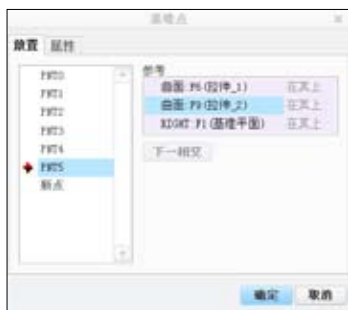 基准点
放置 属性
PNT0
PNT1
PNT2
PNT3
PNT4
PNT5
新点
参考
曲面:F6(拉伸_1) 在其上
曲面:F9(拉伸_2) 在其上
RIGHT:F1(基准平面) 在其上
下一相交
确定 取消